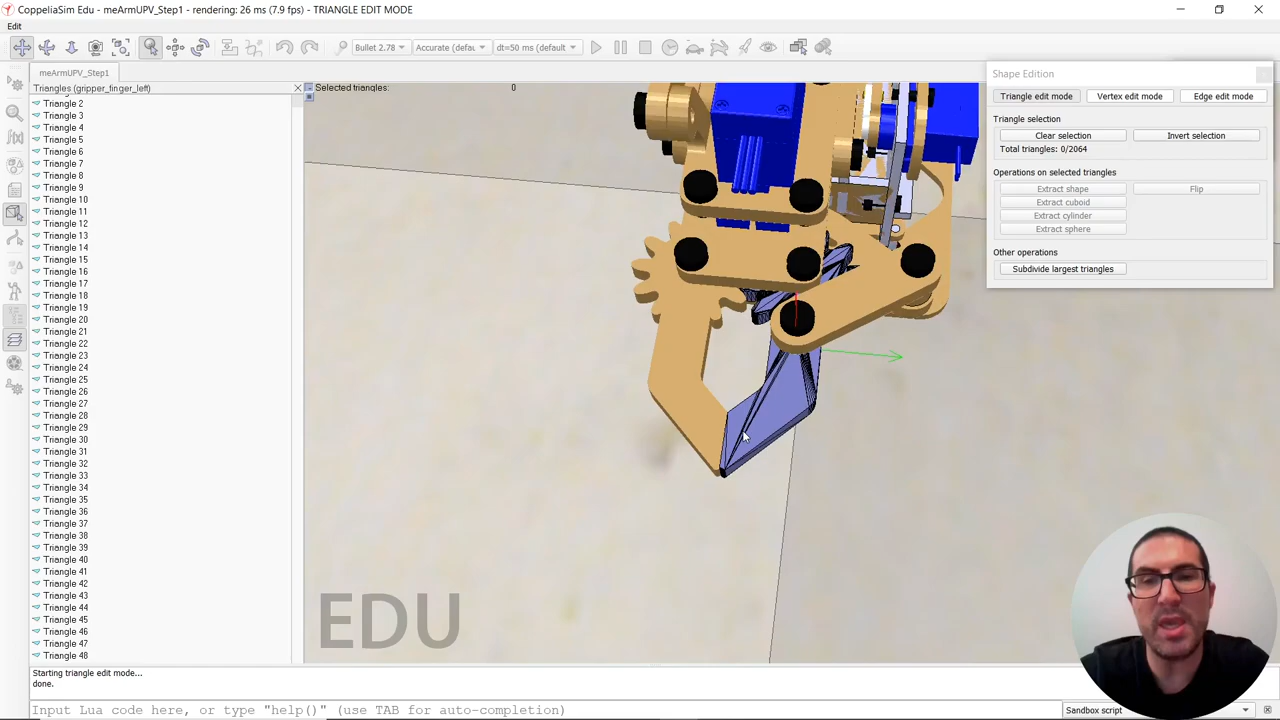 CoppeliaSim Edu - meArmUPV_Step1 - rendering: 26 ms (7.9 fps) - TRIANGLE EDIT MODE
Edit
Bullet 2.78
Accurate (defau
dt=50 ms (default)
meArmUPV_Step1
Triangles (gripper_finger_left)
Selected triangles: 0
Triangle 2
Triangle 3
Triangle 4
Triangle 5
Triangle 6
Triangle 7
Triangle 8
Triangle 9
Triangle 10
Triangle 11
Triangle 12
Triangle 13
Triangle 14
Triangle 15
Triangle 16
Triangle 17
Triangle 18
Triangle 19
Triangle 20
Triangle 21
Triangle 22
Triangle 23
Triangle 24
Triangle 25
Triangle 26
Triangle 27
Triangle 28
Triangle 29
Triangle 30
Triangle 31
Triangle 32
Triangle 33
Triangle 34
Triangle 35
Triangle 36
Triangle 37
Triangle 38
Triangle 39
Triangle 40
Triangle 41
Triangle 42
Triangle 43
Triangle 44
Triangle 45
Triangle 46
Triangle 47
Triangle 48
EDU
Shape Edition
Triangle edit mode
Vertex edit mode
Edge edit mode
Triangle selection
Clear selection
Invert selection
Total triangles: 0/2064
Operations on selected triangles
Extract shape
Flip
Extract cuboid
Extract cylinder
Extract sphere
Other operations
Subdivide largest triangles
Starting triangle edit mode...
done.
Input Lua code here, or type "help()" (use TAB for auto-completion)
Sandbox script